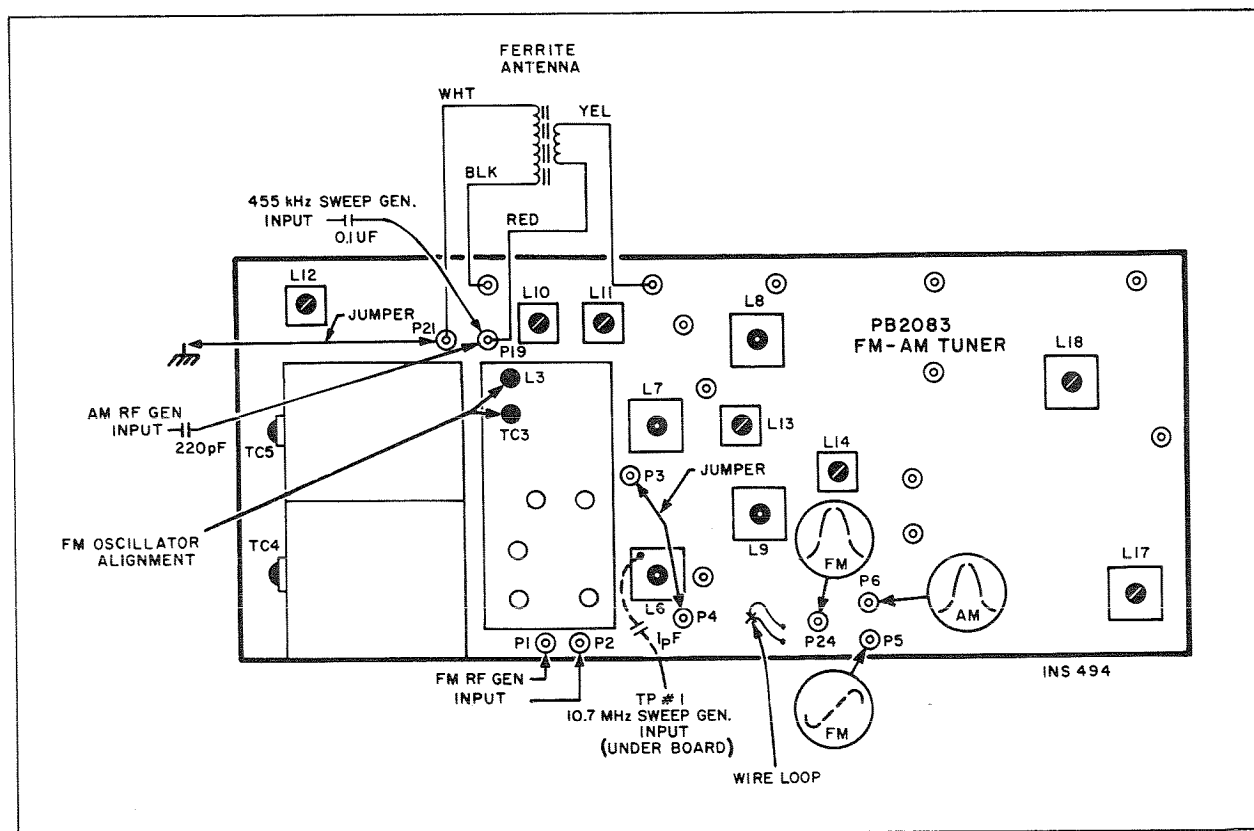 FERRITE
ANTENNA
WHT
YEL
BLK
455 kHz SWEEP GEN.
INPUT
0.1UF
RED
L12
L10
L11
L8
JUMPER
P21
P19
PB2083
FM-AM TUNER
L18
L3
L7
AM RF GEN
INPUT
220pF
TC5
TC3
L13
L14
P3
JUMPER
FM OSCILLATOR
ALIGNMENT
TC4
L9
FM
P6
AM
L17
L6
P4
P24
P5
P1
P2
1pF
INS 494
FM RF GEN
INPUT
TP # 1
10.7 MHz SWEEP GEN.
INPUT
(UNDER BOARD)
FM
WIRE LOOP